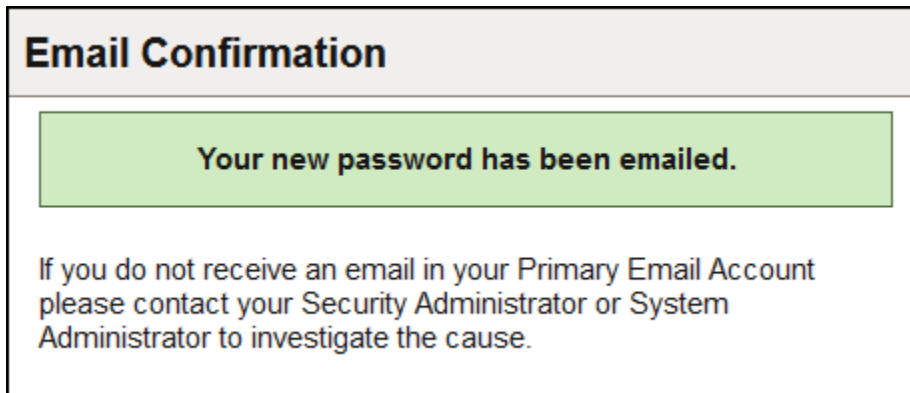 Email Confirmation
Your new password has been emailed.
If you do not receive an email in your Primary Email Account
please contact your Security Administrator or System
Administrator to investigate the cause.